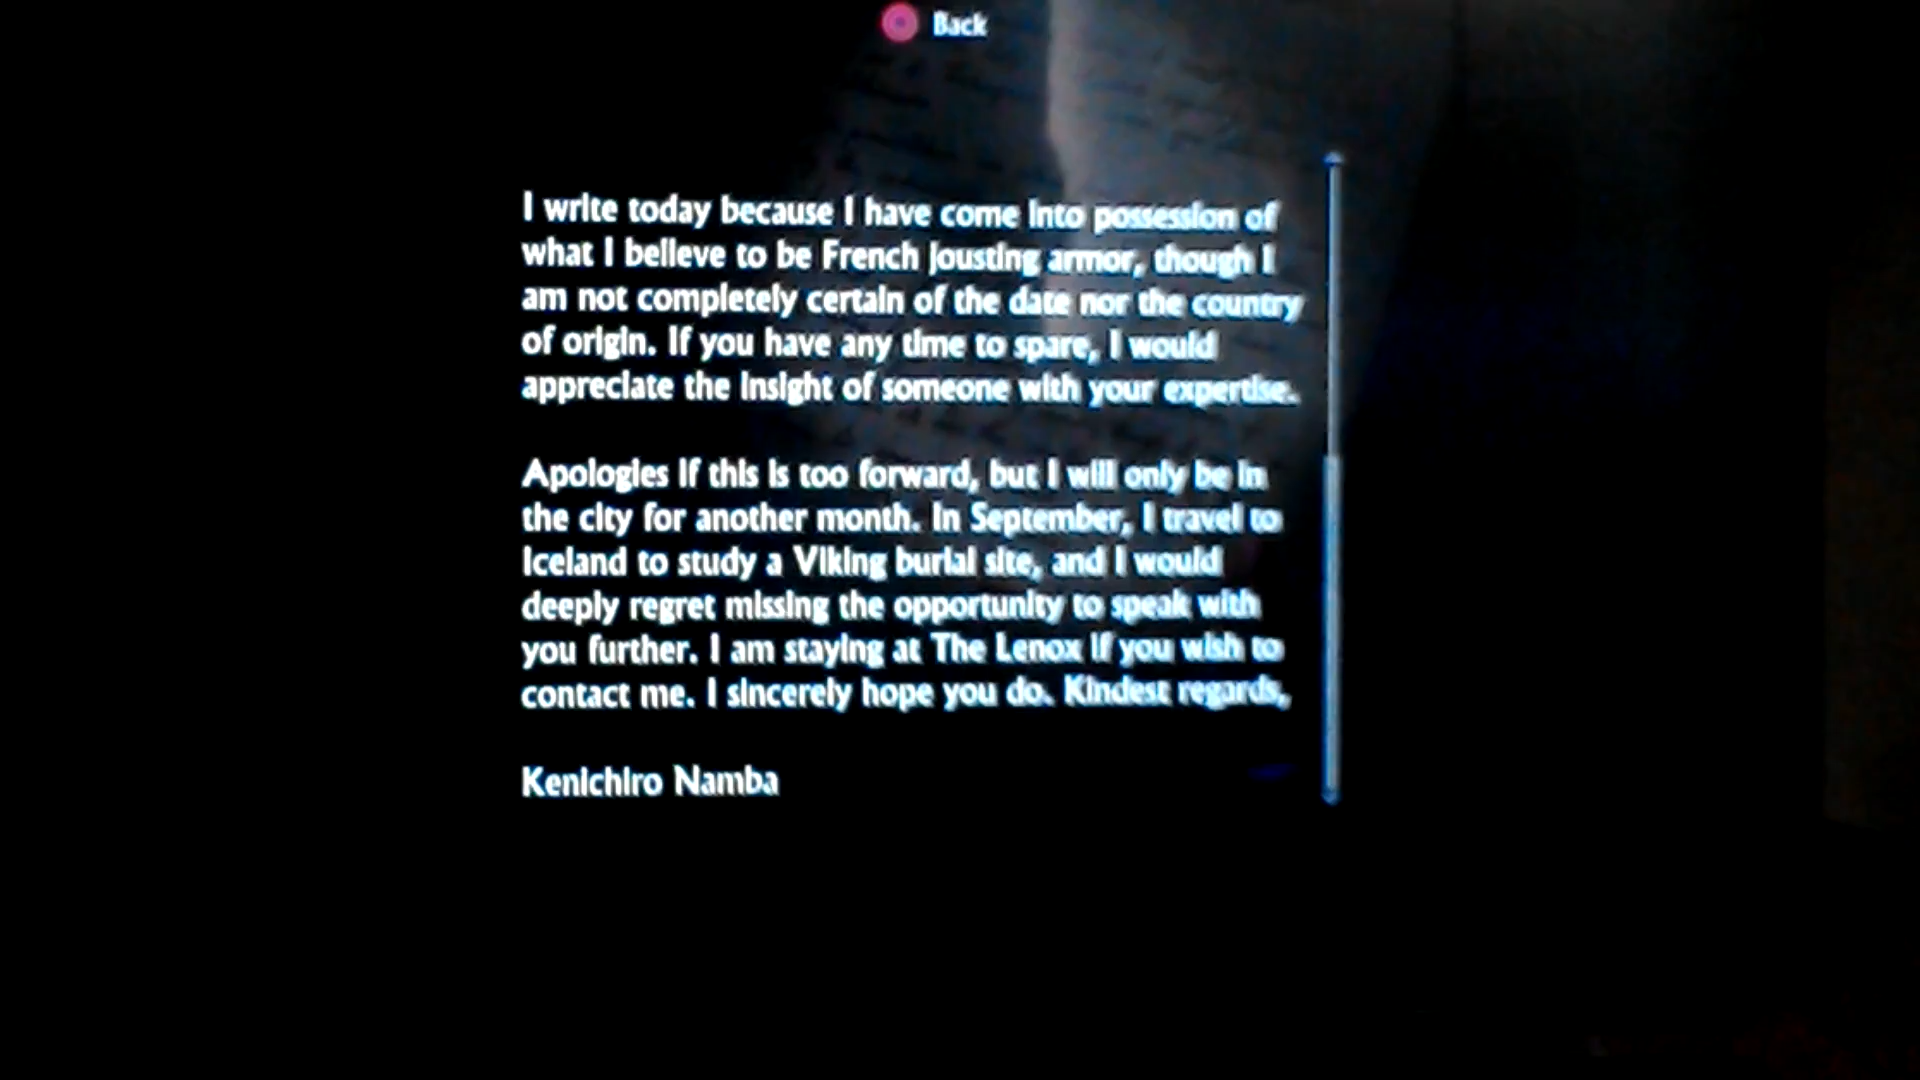 Back
I write today because I have come into possession of
what I believe to be French jousting armor, though I
am not completely certain of the date nor the country
of origin. If you have any time to spare, I would
appreciate the insight of someone with your expertise.
Apologies if this is too forward, but I will only be in
the city for another month. In September, I travel to
Iceland to study a Viking burial site, and I would
deeply regret missing the opportunity to speak with
you further. I am staying at The Lenox if you wish to
contact me. I sincerely hope you do. Kindest regards,
Kenichiro Namba